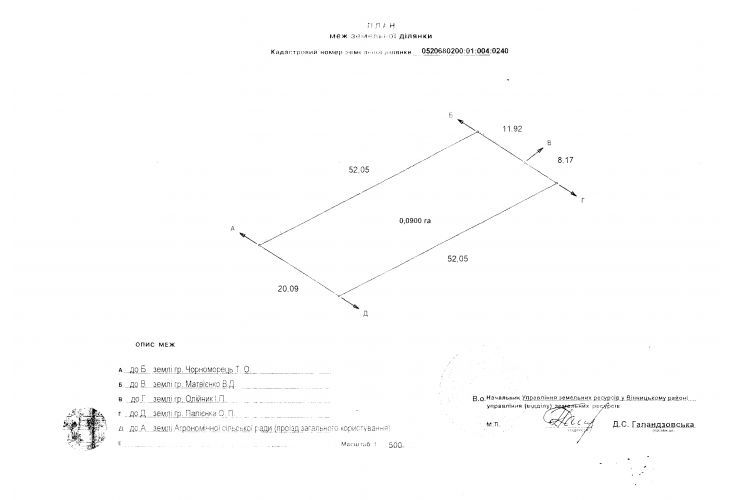 ПЛАН
меж земельної ділянки
Кадастровий номер земельної ділянки 0520680200:01:004:0240
Б
11.92
В
8.17
52.05
Г
0,0900 га
А
52.05
20.09
Д
ОПИС МЕЖ
А до Б землі гр. Чорноморець Т.О.
Б до В землі гр. Матвієнко В.Д.
В до Г землі гр. Олійник І.П.
Г до Д землі гр. Палієнка О.П.
Д до А землі Агрономічної сільської ради (проїзд загального користування)
Е
Масштаб 1: 500
В.о. Начальник Управління земельних ресурсів у Вінницькому районі
управління (відділу) земельних ресурсів
М.П.
Д.С. Галандзовська